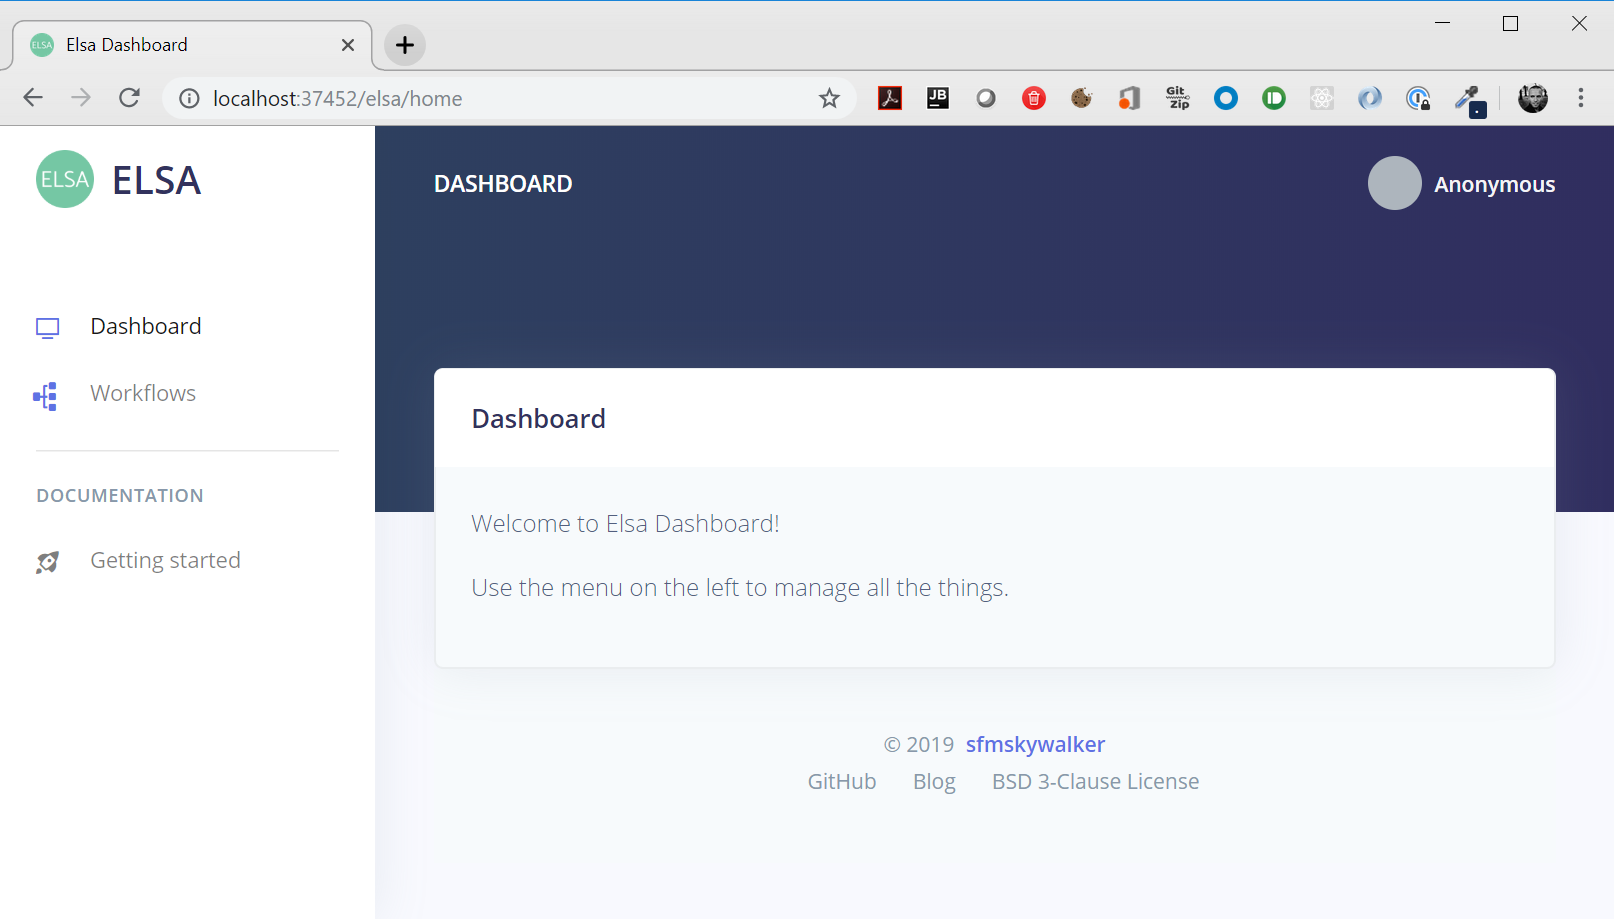 ELSA Elsa Dashboard
localhost:37452/elsa/home
JB
Git Zip
ELSA ELSA
DASHBOARD
Anonymous
Dashboard
Workflows
DOCUMENTATION
Getting started
Dashboard
Welcome to Elsa Dashboard!
Use the menu on the left to manage all the things.
© 2019 sfmskywalker
GitHub Blog BSD 3-Clause License